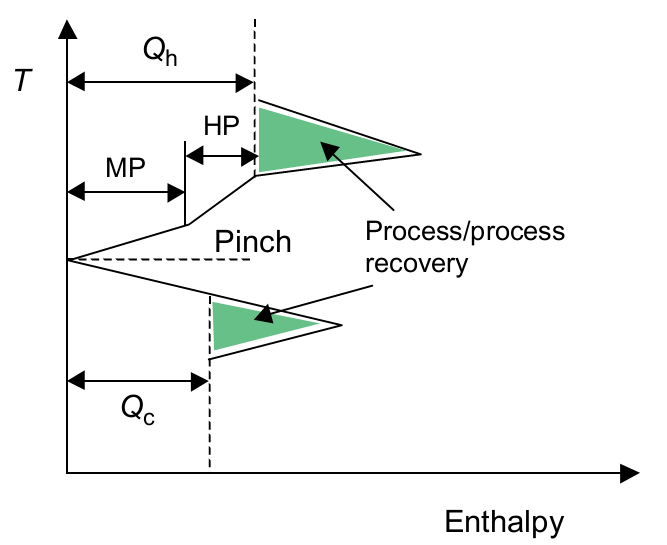 Qh
T
HP
MP
Pinch
Process/process
recovery
Qc
Enthalpy